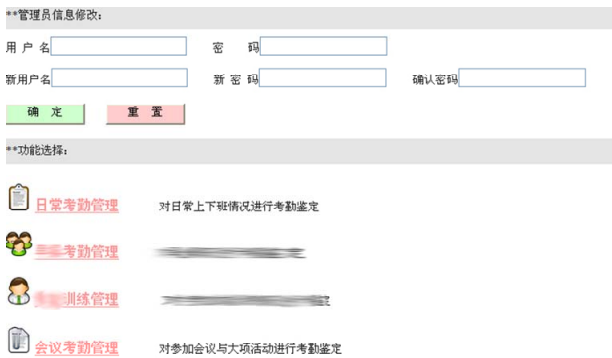 **管理员信息修改:
用 户 名 密 码
新用户名 新 密 码 确认密码
确 定 重 置
**功能选择:
日常考勤管理 对日常上下班情况进行考勤鉴定
考勤管理
训练管理
会议考勤管理 对参加会议与大项活动进行考勤鉴定